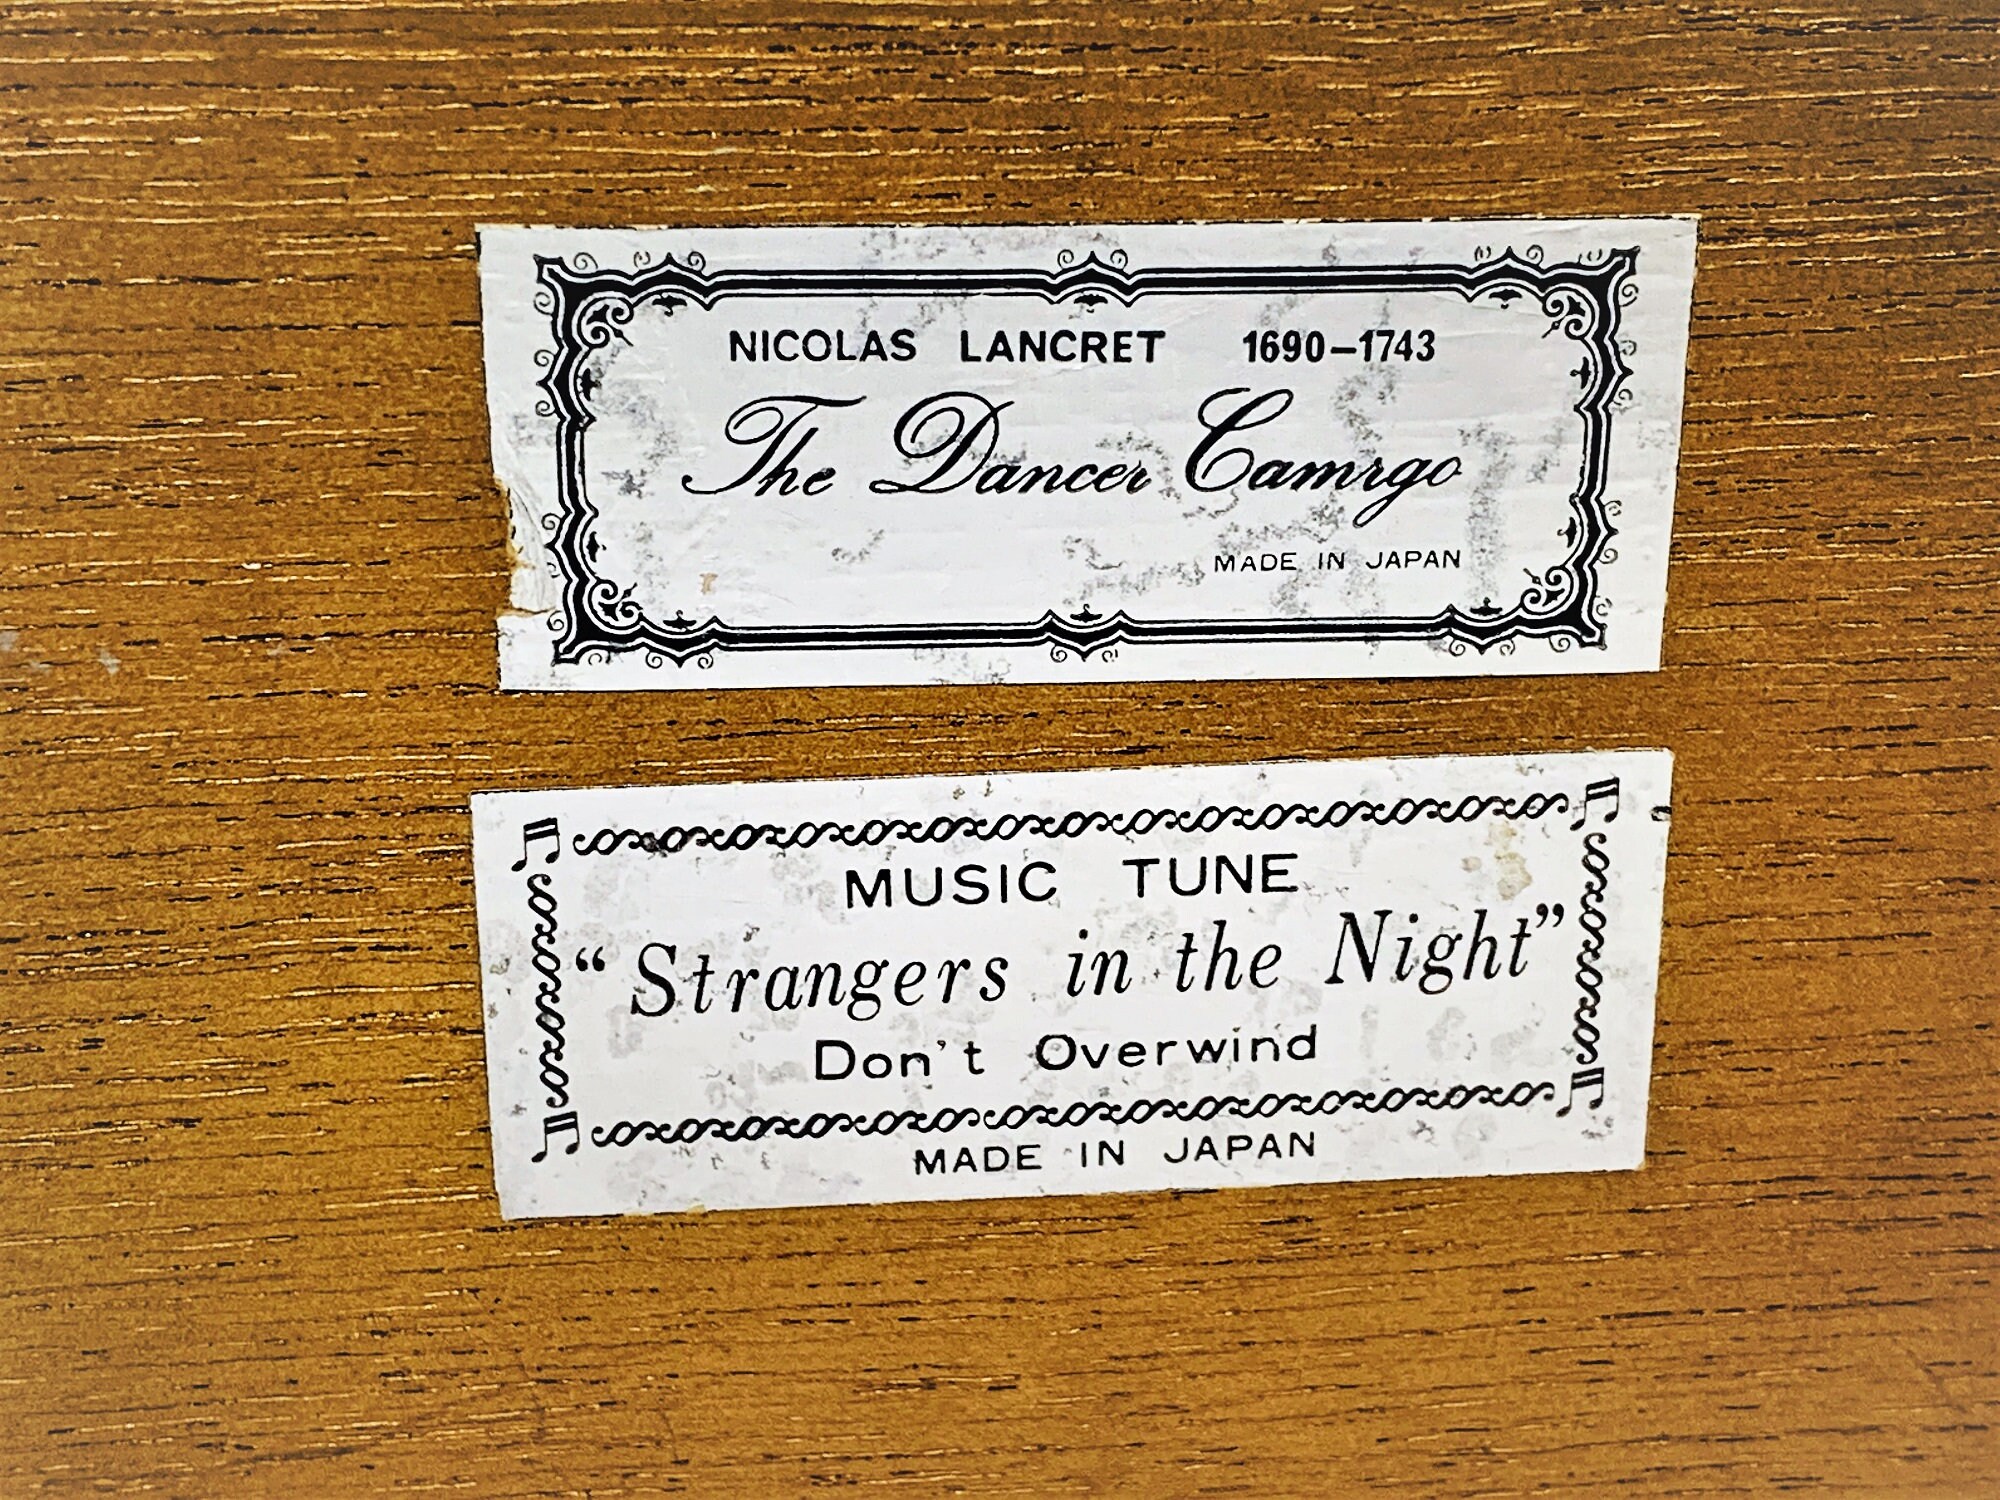 NICOLAS LANCRET 1690–1743
The Dancer Camrgo
MADE IN JAPAN
MUSIC TUNE
“Strangers in the Night”
Don't Overwind
MADE IN JAPAN